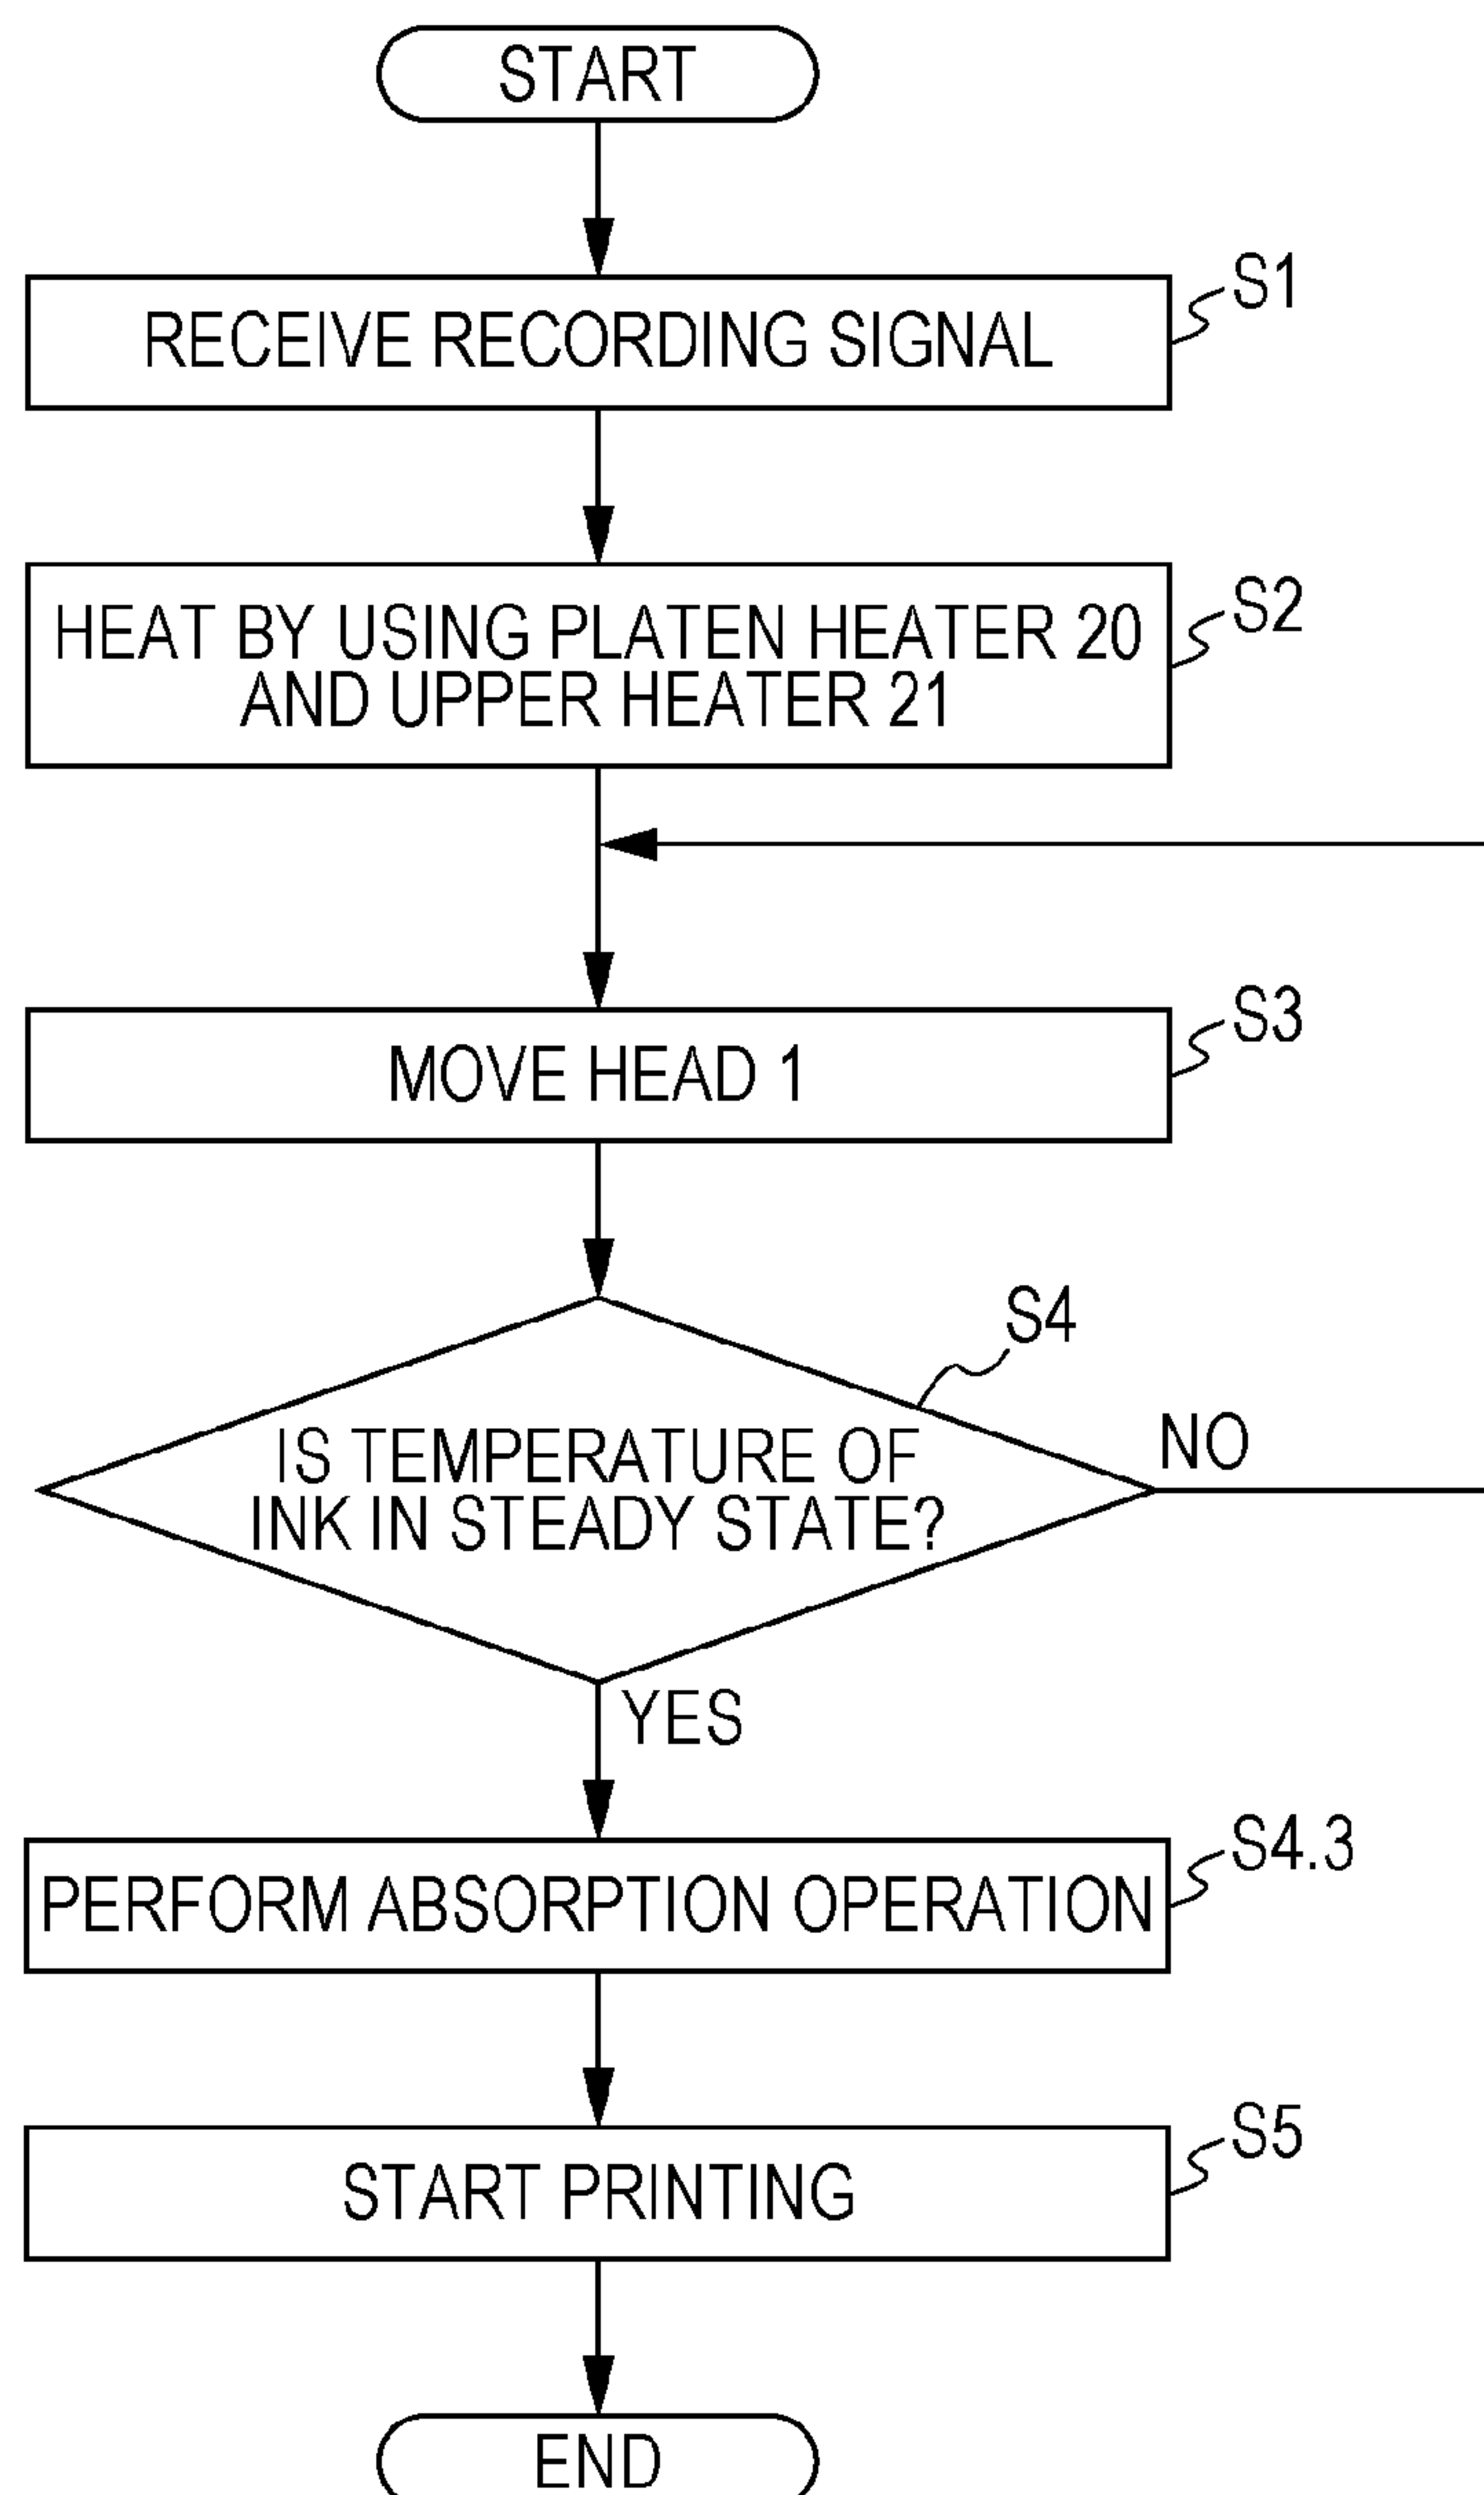 START
RECEIVE RECORDING SIGNAL
S1
HEAT BY USING PLATEN HEATER 20
AND UPPER HEATER 21
S2
MOVE HEAD 1
S3
S4
IS TEMPERATURE OF
INK IN STEADY STATE?
NO
YES
PERFORM ABSORPTION OPERATION
S4.3
START PRINTING
S5
END